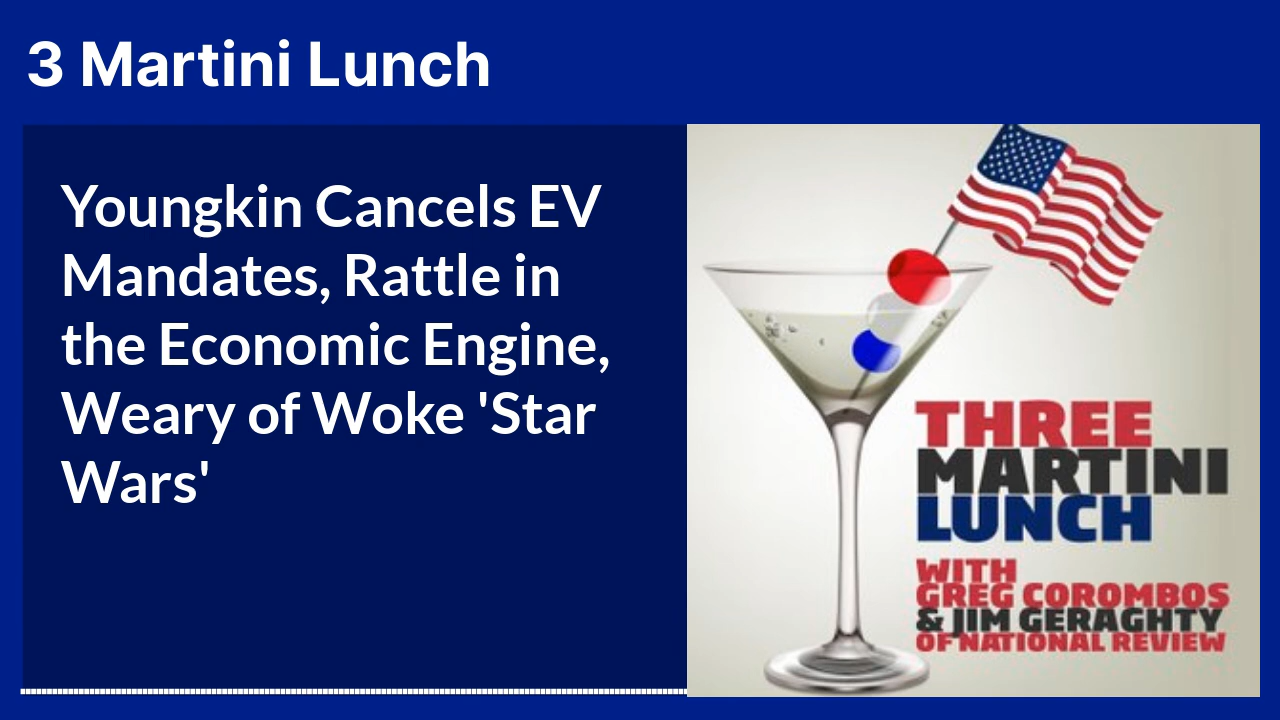 3 Martini Lunch
Youngkin Cancels EV
Mandates, Rattle in
the Economic Engine,
Weary of Woke 'Star
Wars'
THREE
MARTINI
LUNCH
WITH
GREG COROMBOS
& JIM GERAGHTY
OF NATIONAL REVIEW